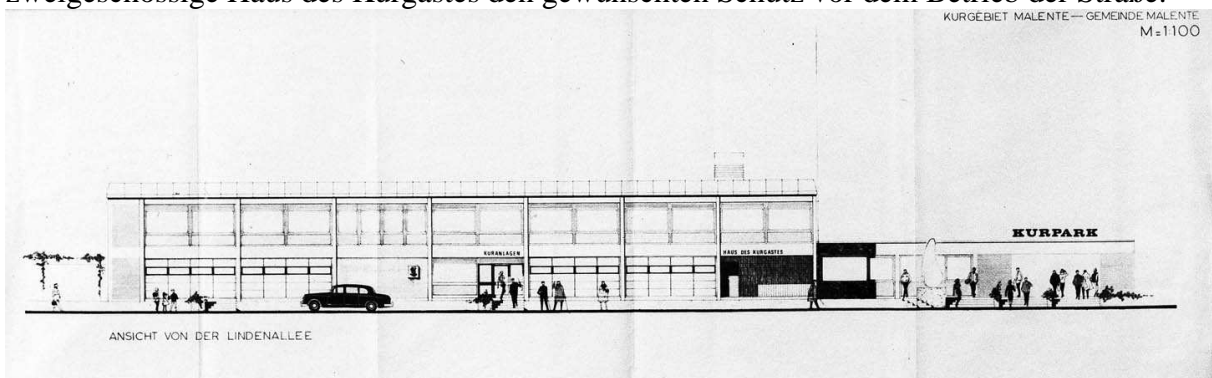 zweigeschossige Haus des Kurgastes den gewünschten Schutz vor dem Betrieb der Straße.
KURGEBIET MALENTE — GEMEINDE MALENTE
M=1:100
KURPARK
KURANLAGEN
HAUS DES KURGASTES
ANSICHT VON DER LINDENALLEE